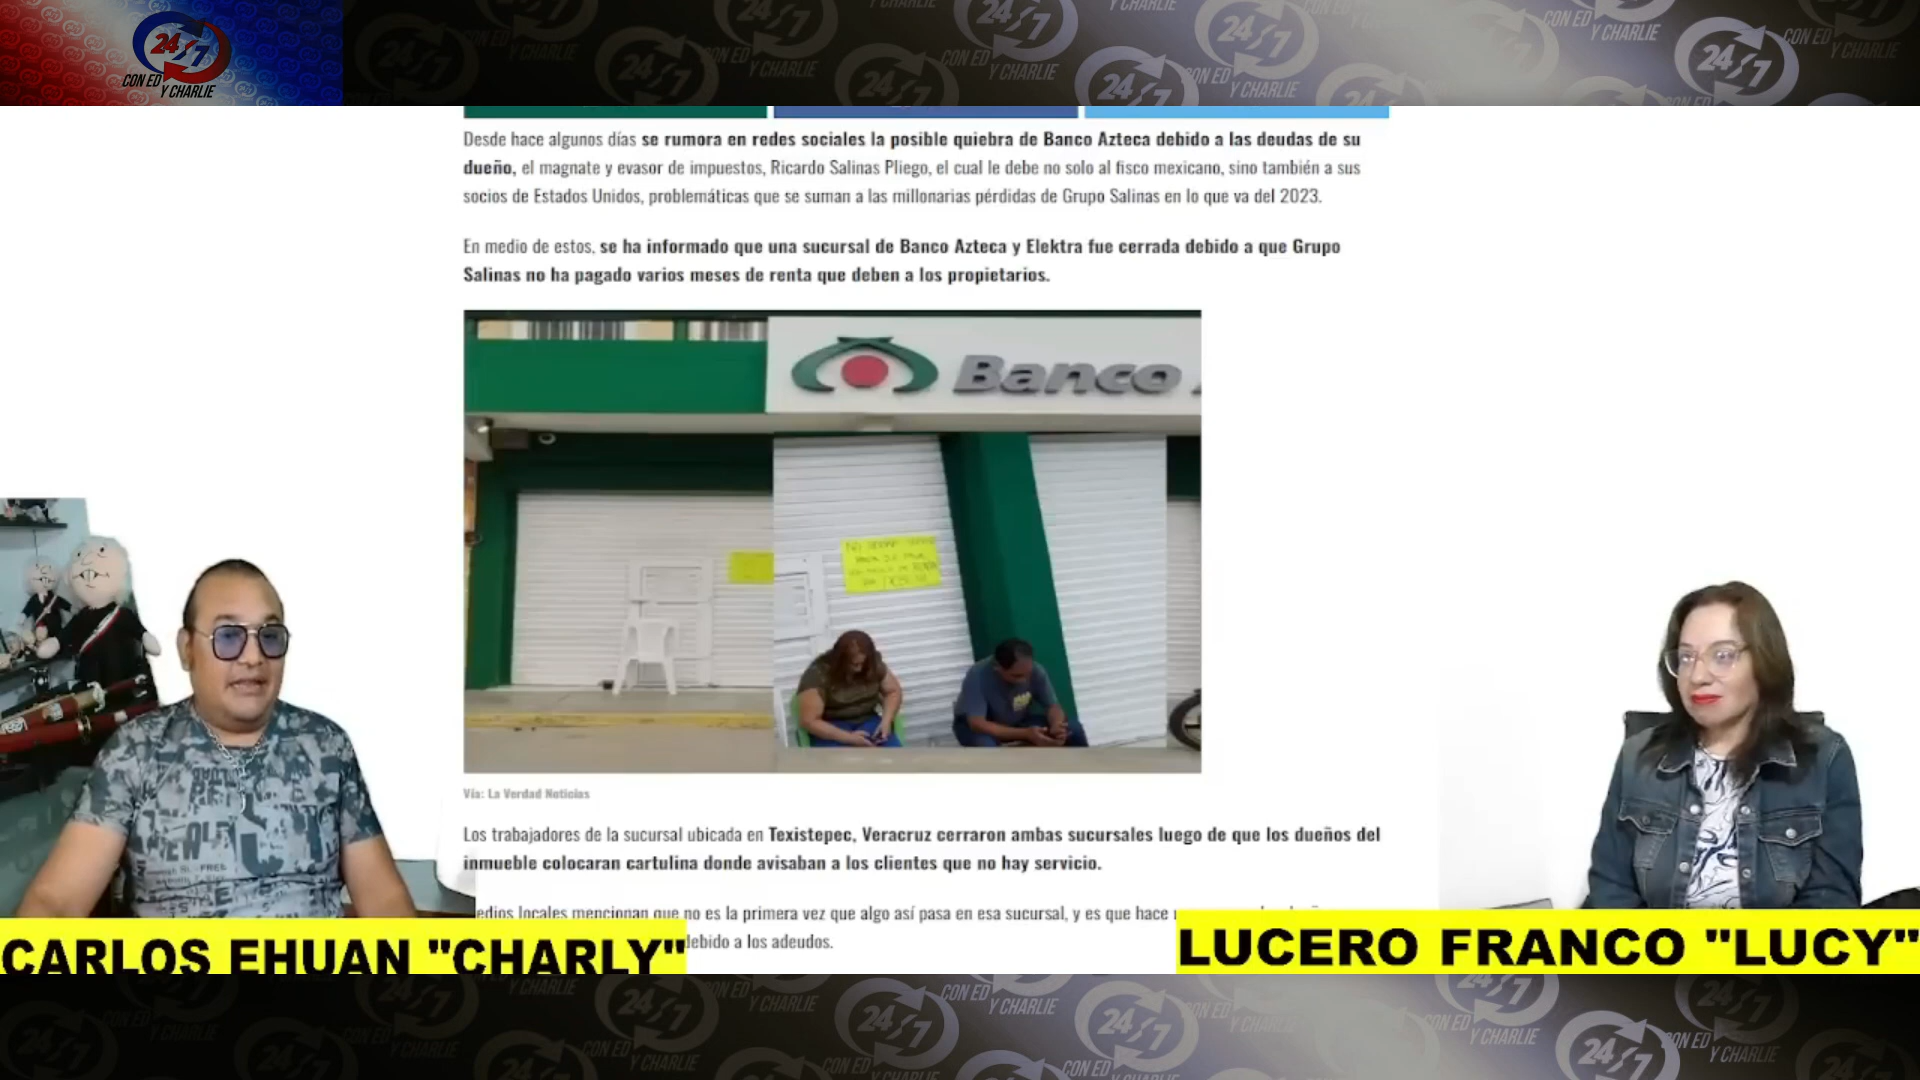 24/7
CON ED
Y CHARLIE
Desde hace algunos días se rumora en redes sociales la posible quiebra de Banco Azteca debido a las deudas de su
dueño, el magnate y evasor de impuestos, Ricardo Salinas Pliego, el cual le debe no solo al fisco mexicano, sino también a sus
socios de Estados Unidos, problemáticas que se suman a las millonarias pérdidas de Grupo Salinas en lo que va del 2023.
En medio de estos, se ha informado que una sucursal de Banco Azteca y Elektra fue cerrada debido a que Grupo
Salinas no ha pagado varios meses de renta que deben a los propietarios.
Banco
Vía: La Verdad Noticias
Los trabajadores de la sucursal ubicada en Texistepec, Veracruz cerraron ambas sucursales luego de que los dueños del
inmueble colocaran cartulina donde avisaban a los clientes que no hay servicio.
edios locales mencionan que no es la primera vez que algo así pasa en esa sucursal, y es que hace
debido a los adeudos.
CARLOS EHUAN "CHARLY"
LUCERO FRANCO "LUCY"